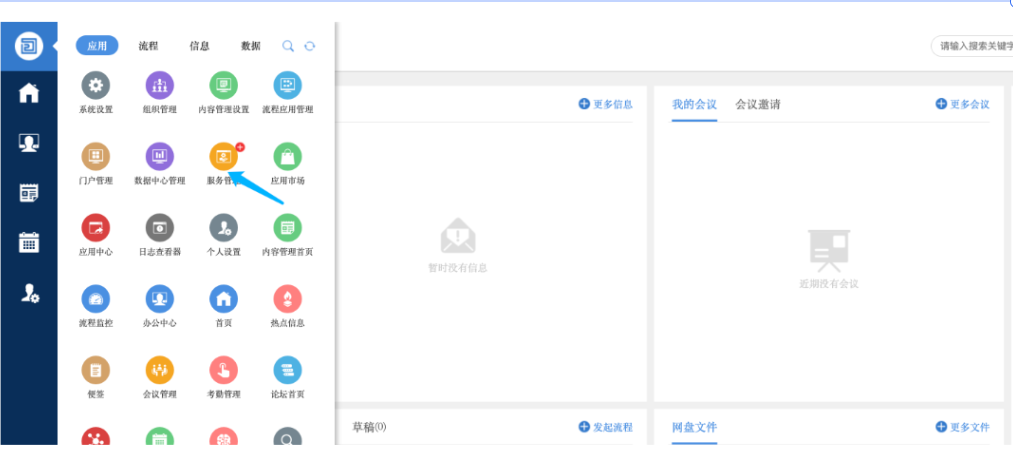 应用 流程 信息 数据
请输入搜索关键字
系统设置 组织管理 内容管理设置 流程应用管理
更多信息
我的会议 会议邀请 更多会议
门户管理 数据中心管理 服务管 应用市场
应用中心 日志查看器 个人设置 内容管理首页
暂时没有信息
近期没有会议
流程监控 办公中心 首页 热点信息
便签 会议管理 考勤管理 论坛首页
草稿(0) 发起流程
网盘文件 更多文件